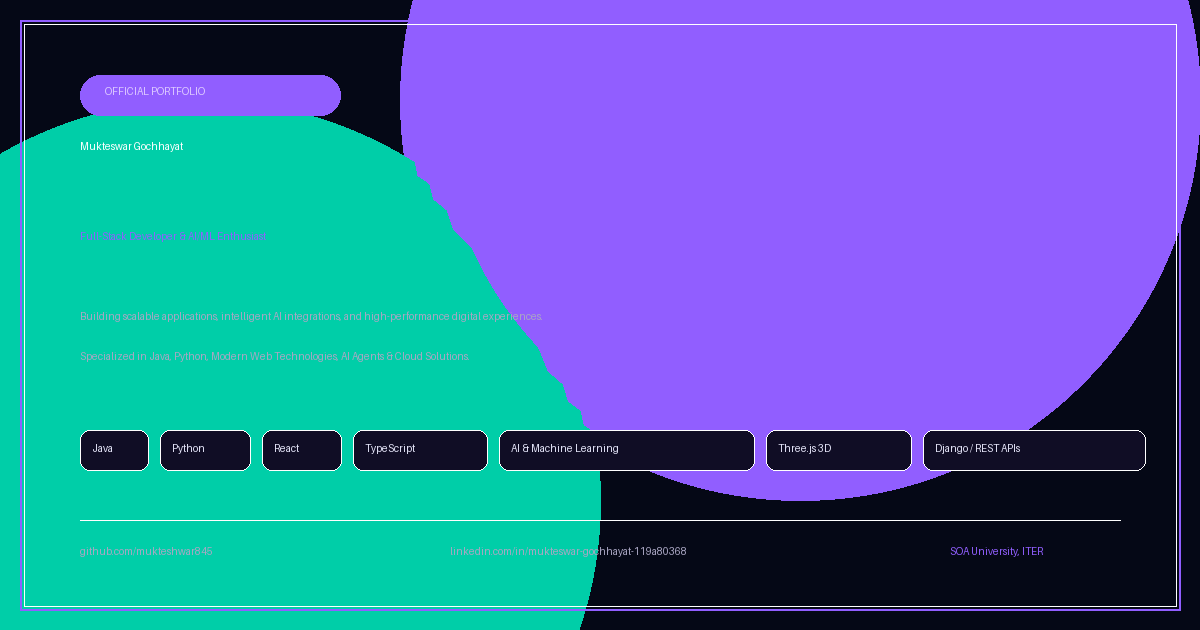 OFFICIAL PORTFOLIO
Mukteswar Gochhayat
Full-Stack Developer & AI/ML Enthusiast
Building scalable applications, intelligent AI integrations, and high-performance digital experiences.
Specialized in Java, Python, Modern Web Technologies, AI Agents & Cloud Solutions.
Java
Python
React
TypeScript
AI & Machine Learning
Three.js 3D
Django / REST APIs
github.com/mukteshwar845
linkedin.com/in/mukteswar-gochhayat-119a80368
SOA University, ITER